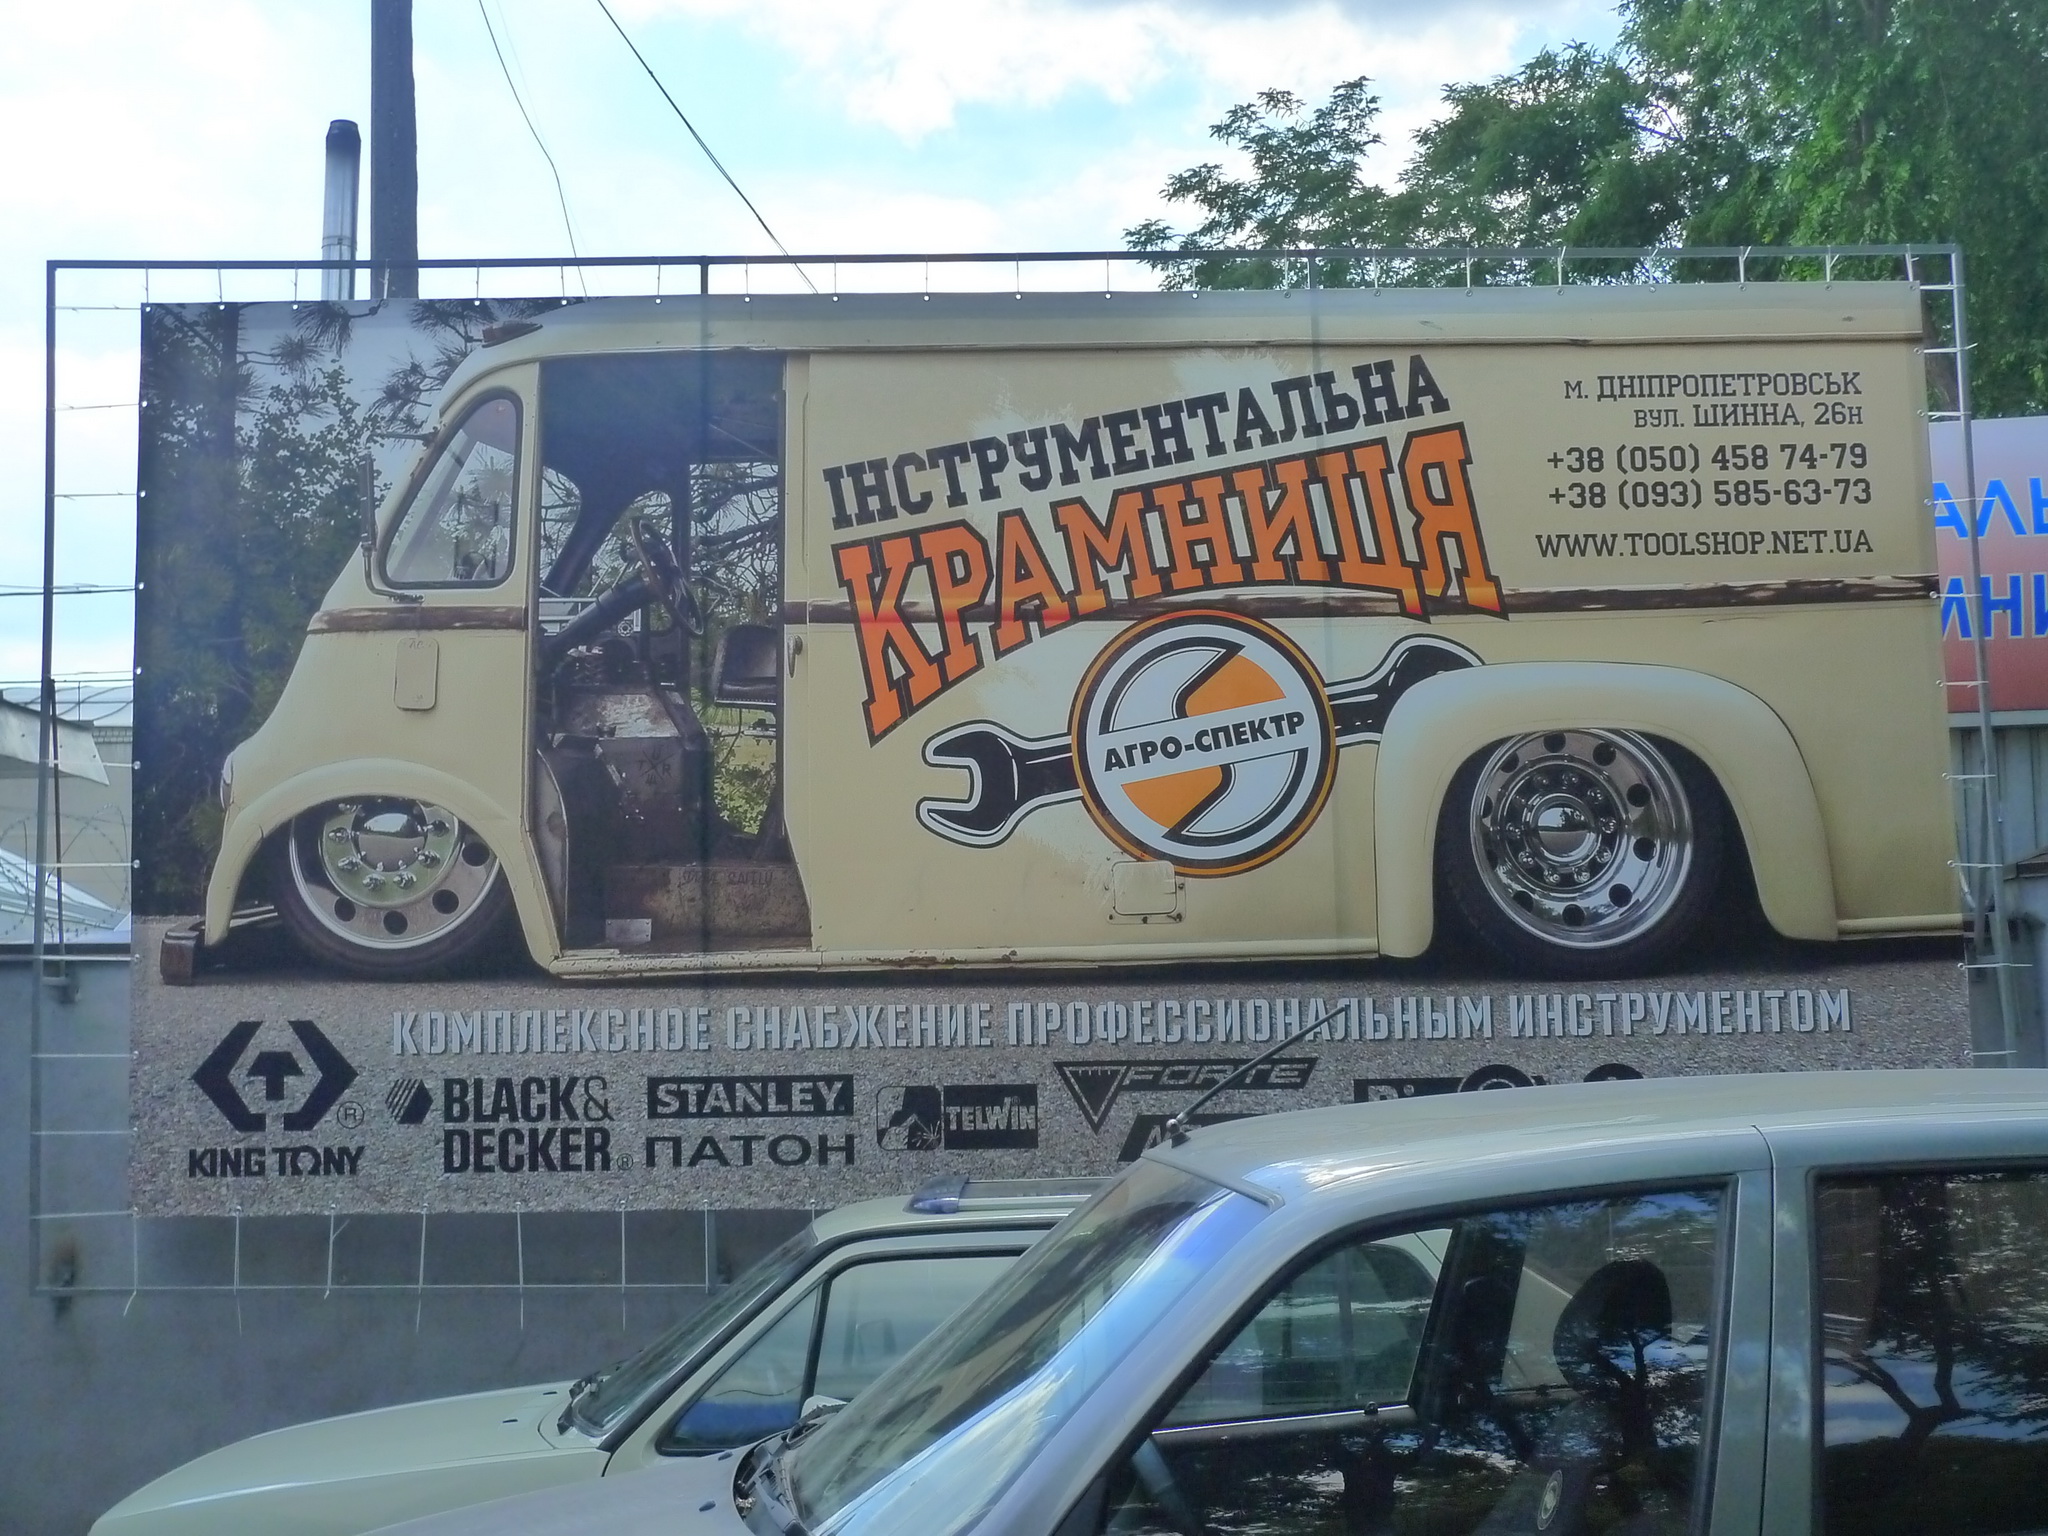 ІНСТРУМЕНТАЛЬНА
КРАМНИЦЯ
АГРО-СПЕКТР
м. ДНІПРОПЕТРОВСЬК
вул. ШИННА, 26н
+38 (050) 458 74-79
+38 (093) 585-63-73
WWW.TOOLSHOP.NET.UA
КОМПЛЕКСНОЕ СНАБЖЕНИЕ ПРОФЕССИОНАЛЬНЫМ ИНСТРУМЕНТОМ
KING TONY
BLACK&
DECKER
STANLEY
ПАТОН
TELWIN
FORTE